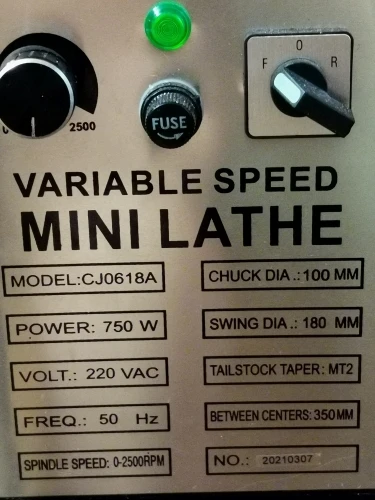 O
F R
0 2500
FUSE
VARIABLE SPEED
MINI LATHE
MODEL:CJ0618A
CHUCK DIA.:100 MM
POWER: 750 W
SWING DIA.: 180 MM
VOLT.: 220 VAC
TAILSTOCK TAPER: MT2
FREQ.: 50 Hz
BETWEEN CENTERS: 350MM
SPINDLE SPEED: 0-2500RPM
NO.: 20210307